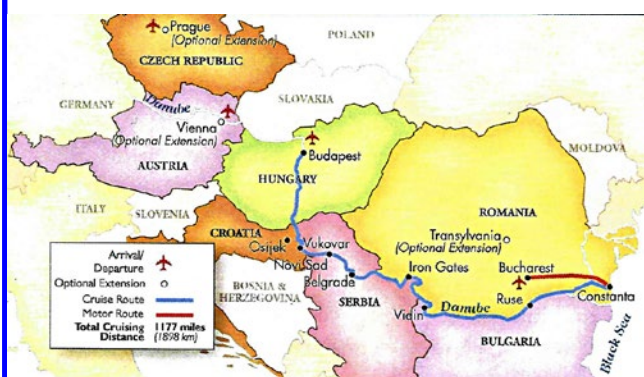 Prague
(Optional Extension)
CZECH REPUBLIC
POLAND
GERMANY
Danube
SLOVAKIA
Vienna
(Optional Extension)
AUSTRIA
Budapest
HUNGARY
MOLDOVA
ITALY
SLOVENIA
CROATIA
Osijek
Vukovar
Novi Sad
Belgrade
BOSNIA &
HERZEGOVINA
SERBIA
ROMANIA
Transylvania
(Optional Extension)
Iron Gates
Bucharest
Vidin
Danube
Ruse
Constanta
BULGARIA
Black Sea
Arrival/
Departure
Optional Extension
Cruise Route
Motor Route
Total Cruising 1177 miles
Distance (1898 km)